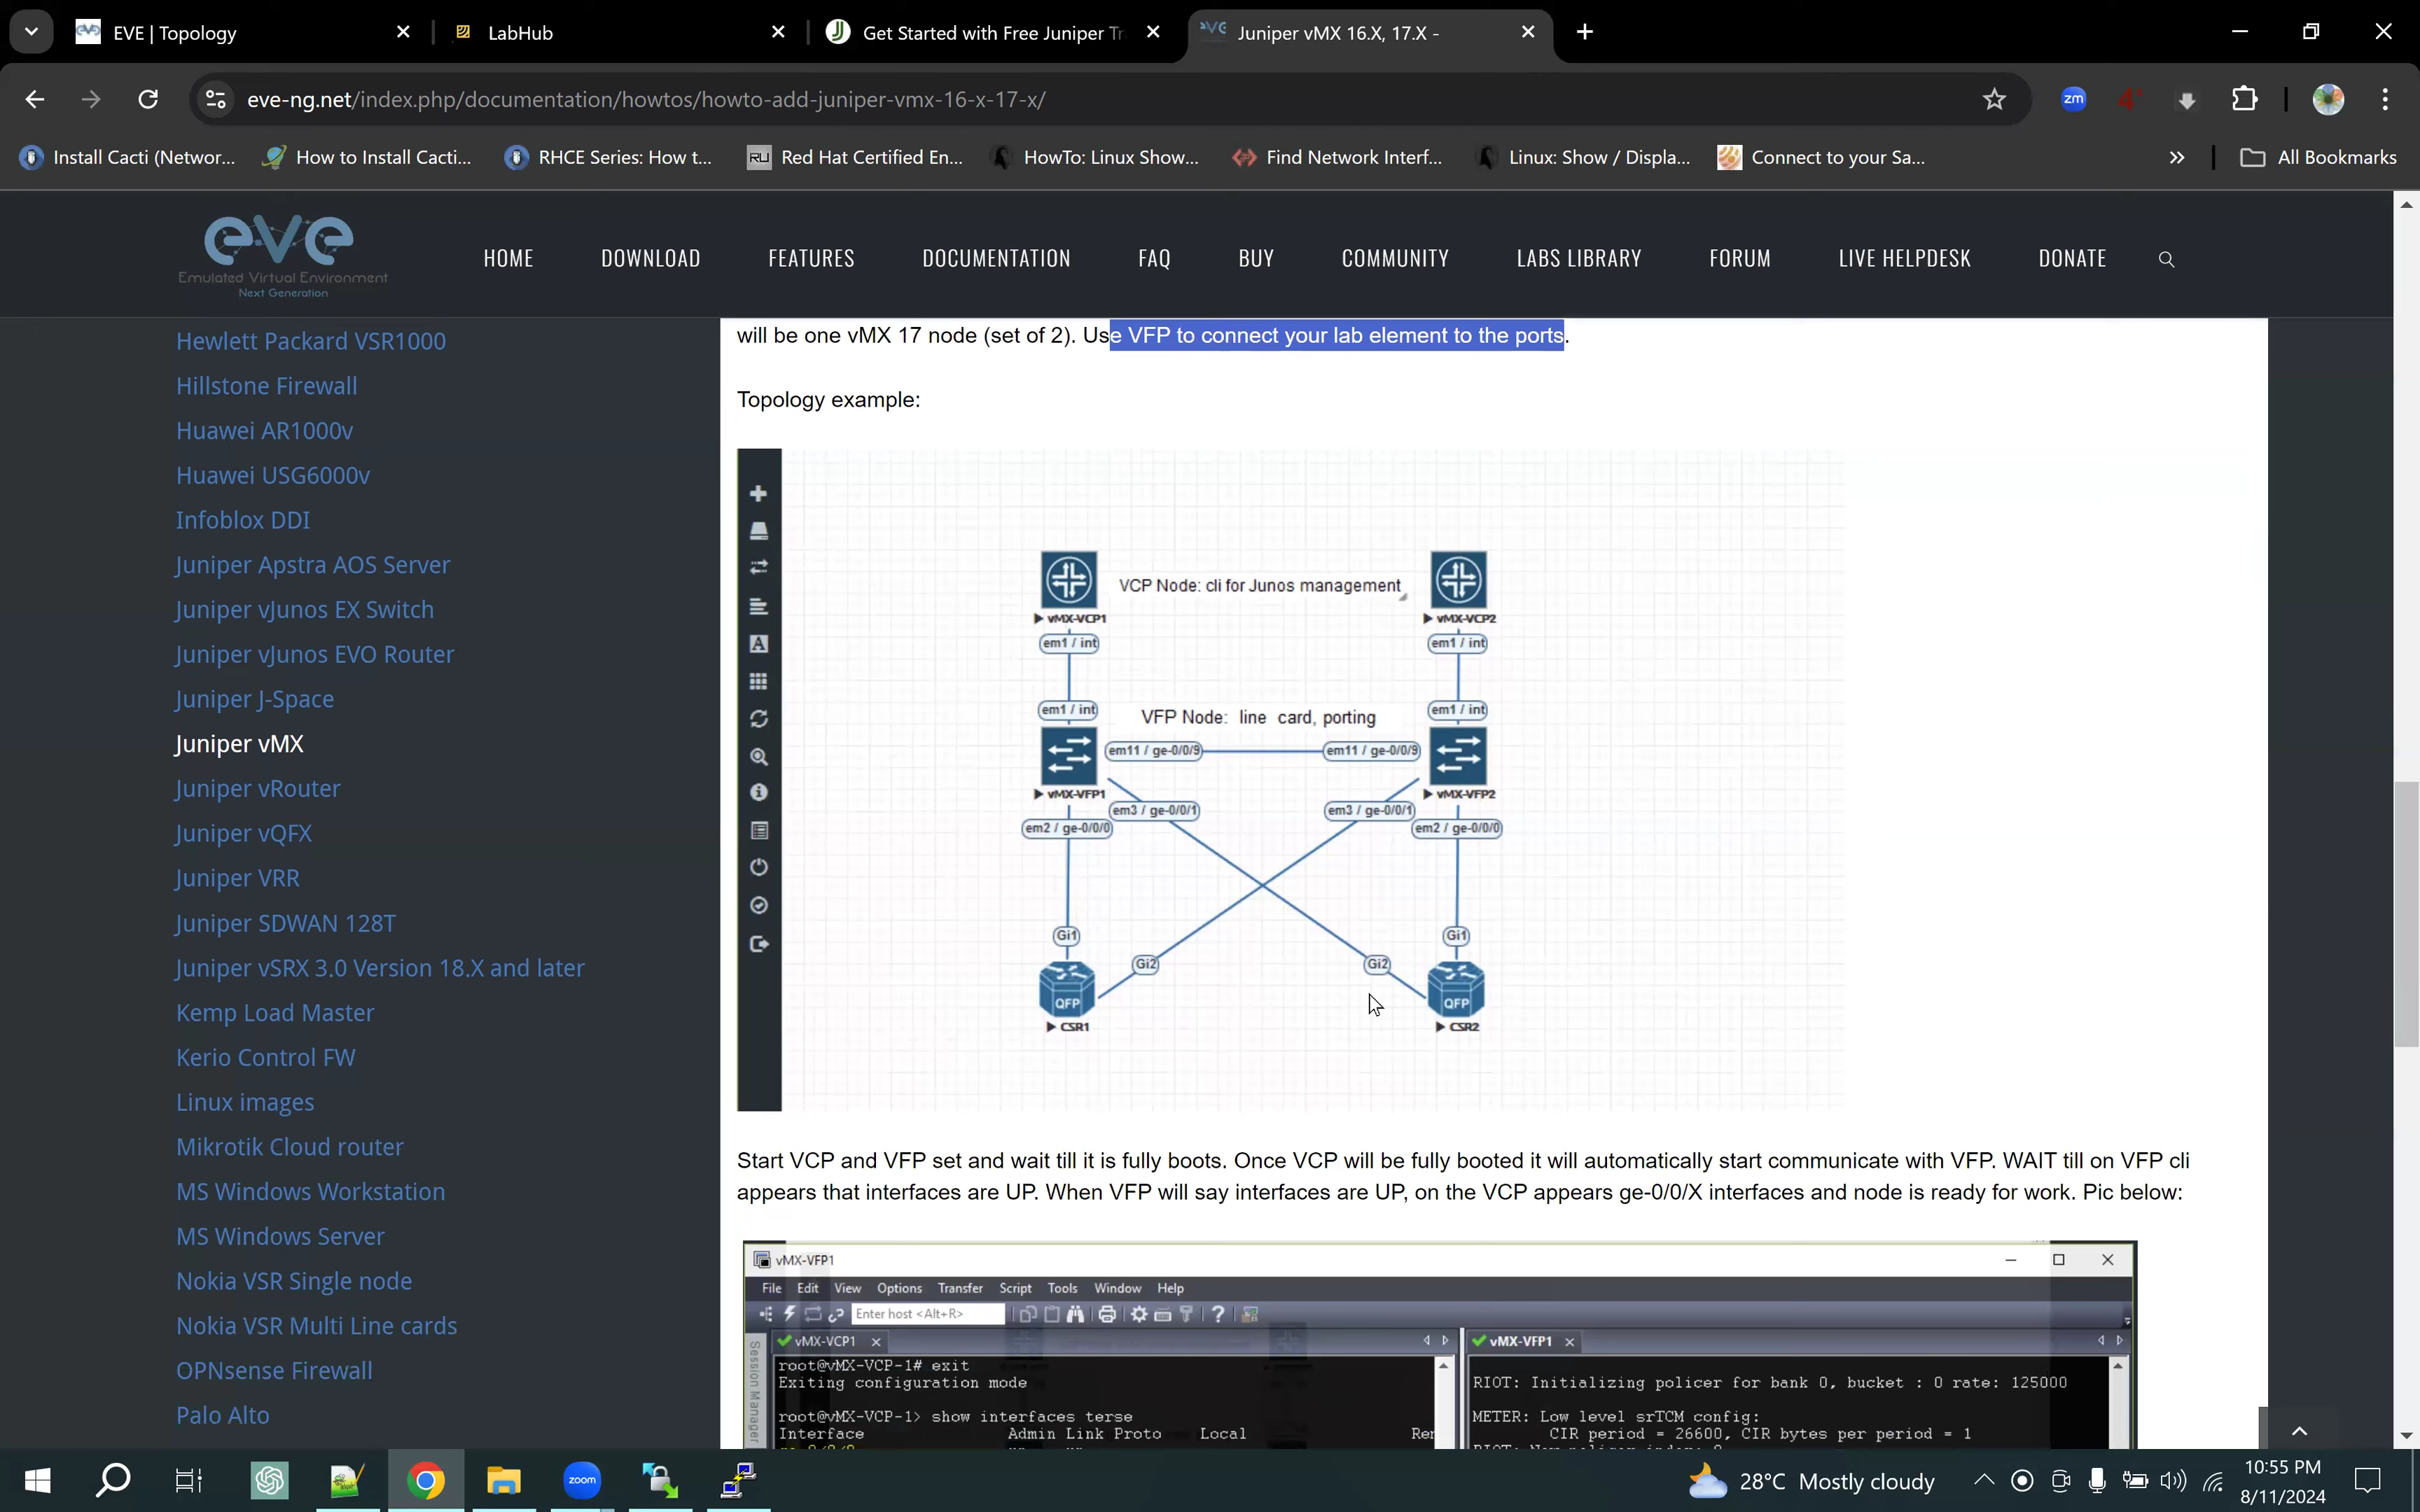 EVE | Topology
LabHub
Get Started with Free Juniper Tr
Juniper vMX 16.X, 17.X -
eve-ng.net/index.php/documentation/howtos/howto-add-juniper-vmx-16-x-17-x/
zm
Install Cacti (Networ...
How to Install Cacti...
RHCE Series: How t...
RU
Red Hat Certified En...
HowTo: Linux Show...
Find Network Interf...
Linux: Show / Displa...
Connect to your Sa...
All Bookmarks
eve
Emulated Virtual Environment
Next Generation
HOME
DOWNLOAD
FEATURES
DOCUMENTATION
FAQ
BUY
COMMUNITY
LABS LIBRARY
FORUM
LIVE HELPDESK
DONATE
Hewlett Packard VSR1000
Hillstone Firewall
Huawei AR1000v
Huawei USG6000v
Infoblox DDI
Juniper Apstra AOS Server
Juniper vJunos EX Switch
Juniper vJunos EVO Router
Juniper J-Space
Juniper vMX
Juniper vRouter
Juniper vQFX
Juniper VRR
Juniper SDWAN 128T
Juniper vSRX 3.0 Version 18.X and later
Kemp Load Master
Kerio Control FW
Linux images
Mikrotik Cloud router
MS Windows Workstation
MS Windows Server
Nokia VSR Single node
Nokia VSR Multi Line cards
OPNsense Firewall
Palo Alto
will be one vMX 17 node (set of 2). Use VFP to connect your lab element to the ports.
Topology example:
VCP Node: cli for Junos management
vMX-VCP1
vMX-VCP2
em1 / int
em1 / int
em1 / int
em1 / int
VFP Node: line card, porting
em11 / ge-0/0/9
em11 / ge-0/0/9
vMX-VFP1
vMX-VFP2
em3 / ge-0/0/1
em3 / ge-0/0/1
em2 / ge-0/0/0
em2 / ge-0/0/0
Gi1
Gi1
Gi2
Gi2
QFP
QFP
CSR1
CSR2
Start VCP and VFP set and wait till it is fully boots. Once VCP will be fully booted it will automatically start communicate with VFP. WAIT till on VFP cli
appears that interfaces are UP. When VFP will say interfaces are UP, on the VCP appears ge-0/0/X interfaces and node is ready for work. Pic below:
vMX-VFP1
File Edit View Options Transfer Script Tools Window Help
Enter host <Alt+R>
Session Manager
vMX-VCP1
vMX-VFP1
root@vMX-VCP-1# exit
Exiting configuration mode
root@vMX-VCP-1> show interfaces terse
Interface Admin Link Proto Local Rem
RIOT: Initializing policer for bank 0, bucket : 0 rate: 125000
METER: Low level srTCM config:
CIR period = 26600, CIR bytes per period = 1
zoom
28°C Mostly cloudy
10:55 PM
8/11/2024